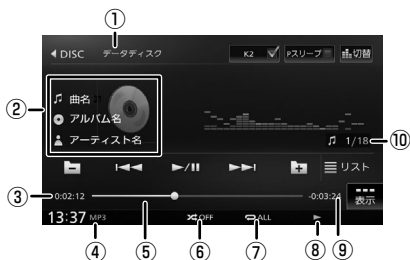 ①
◀ DISC データディスク K2 Pスリープ 切替
②
曲名
アルバム名
アーティスト名
1/18 ⑩
リスト
③ 0:02:12 -0:03:24 表示
13:37 MP3 OFF ALL
④ ⑤ ⑥ ⑦ ⑧ ⑨